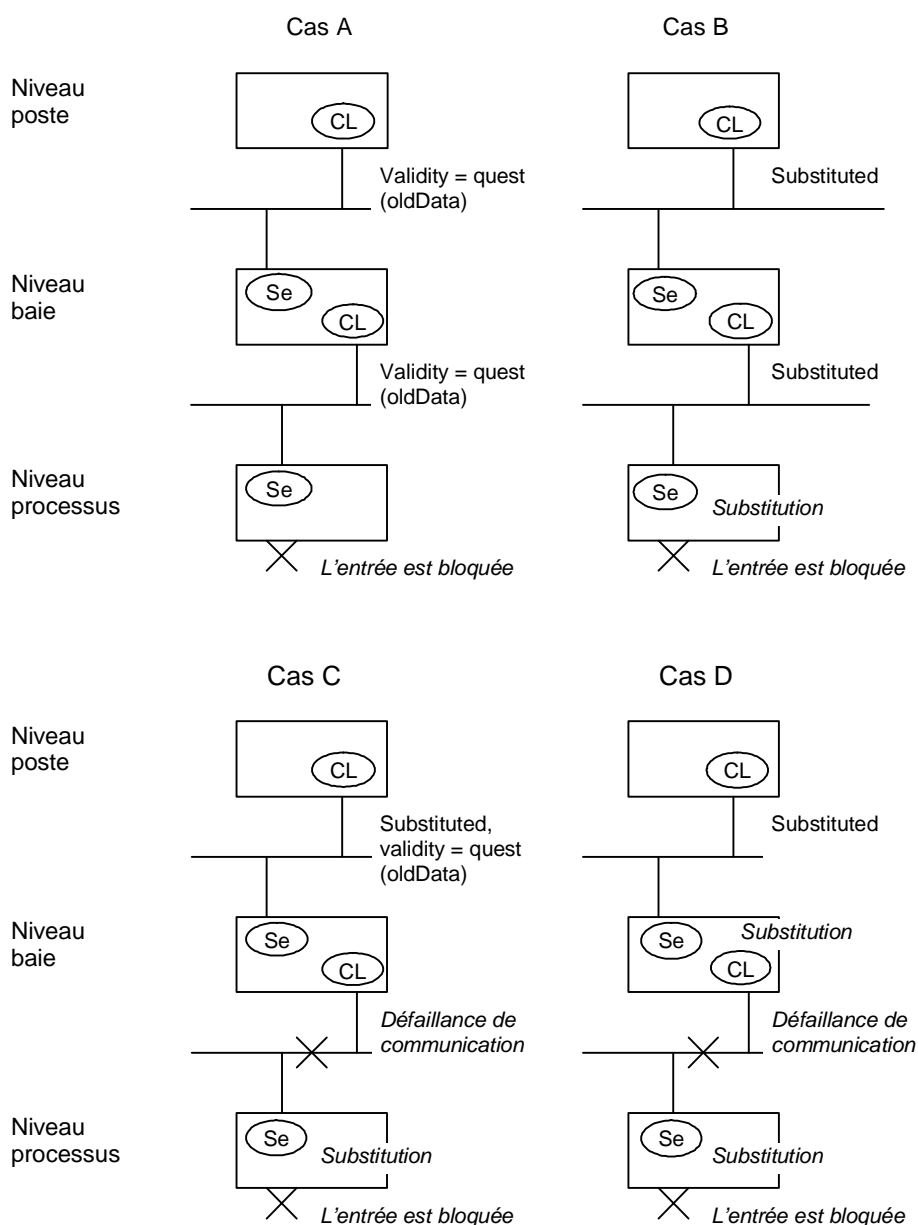 Cas A
Cas B
Niveau
poste
CL
CL
Validity = quest
(oldData)
Substituted
Niveau
baie
Se
CL
Se
CL
Validity = quest
(oldData)
Substituted
Niveau
processus
Se
Se
Substitution
L'entrée est bloquée
L'entrée est bloquée
Cas C
Cas D
Niveau
poste
CL
CL
Substituted,
validity = quest
(oldData)
Substituted
Niveau
baie
Se
CL
Se
Substitution
CL
Défaillance de
communication
Défaillance de
communication
Niveau
processus
Se
Substitution
Se
Substitution
L'entrée est bloquée
L'entrée est bloquée